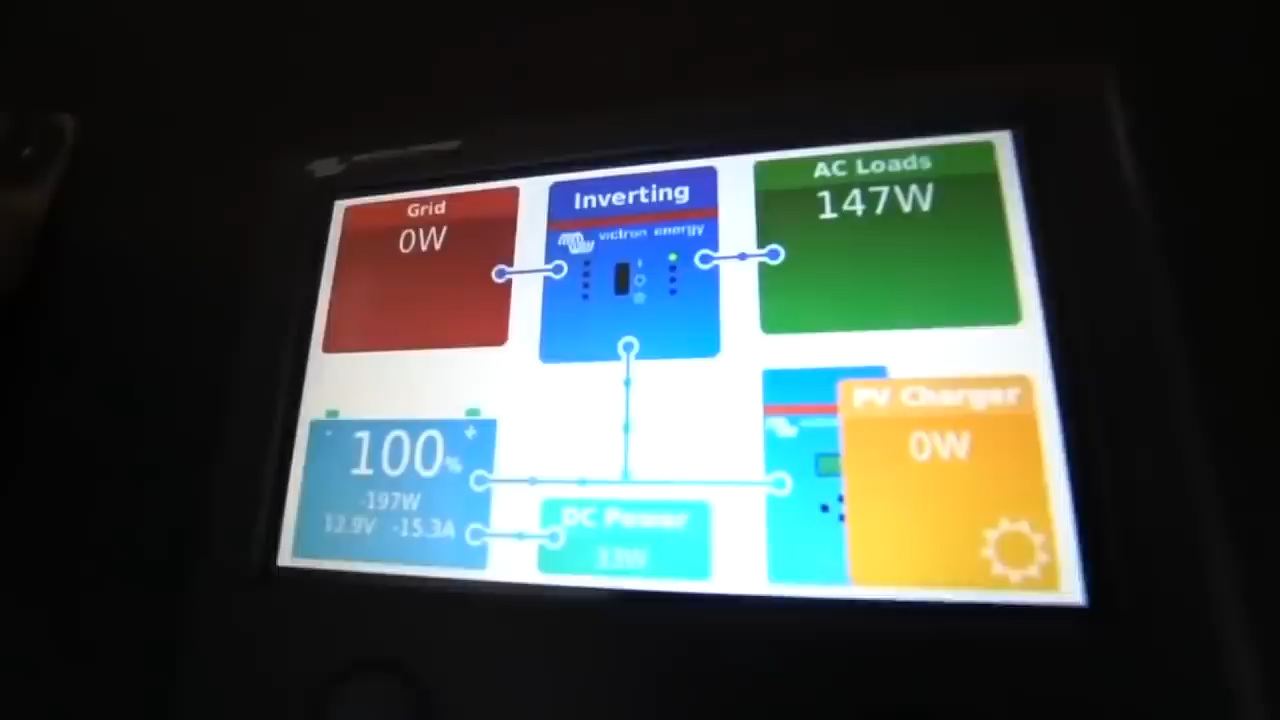 Grid
0W
Inverting
victron energy
AC Loads
147W
- +
100%
-197W
12.9V -15.3A
DC Power
33W
PV Charger
0W